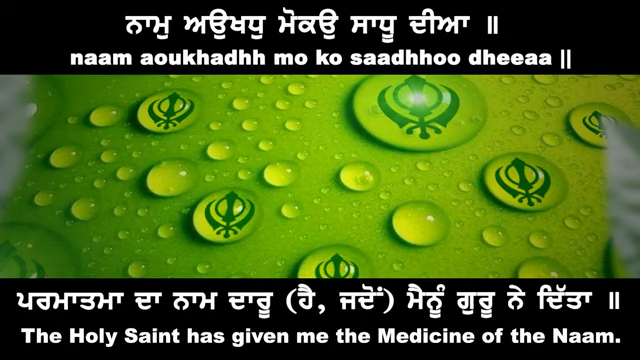 ਨਾਮੁ ਅਉਖਧੁ ਮੋਕਉ ਸਾਧੂ ਦੀਆ ॥
naam aoukhadhh mo ko saadhhoo dheeaa ||
ਪਰਮਾਤਮਾ ਦਾ ਨਾਮ ਦਾਰੂ (ਹੈ, ਜਦੋਂ) ਮੈਨੂੰ ਗੁਰੂ ਨੇ ਦਿੱਤਾ ॥
The Holy Saint has given me the Medicine of the Naam.